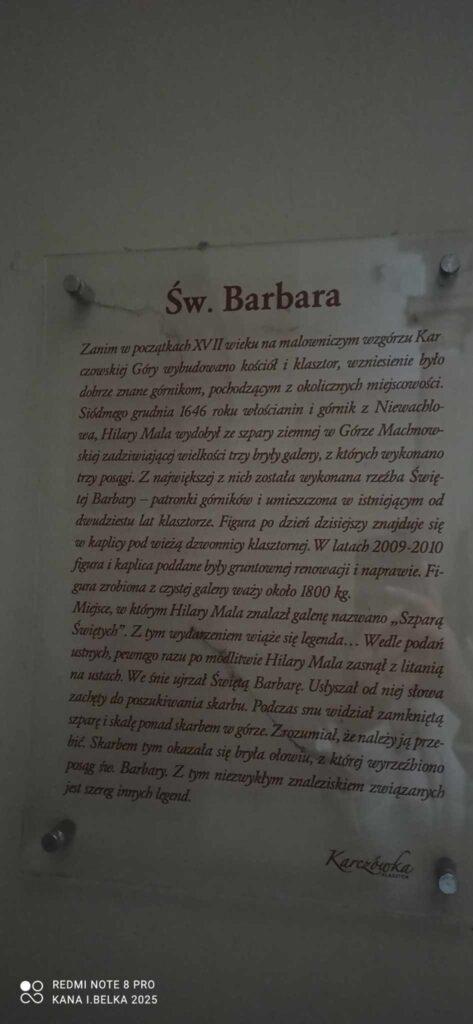 Św. Barbara
Zanim w początkach XVII wieku na malowniczym wzgórzu Kar
czowskiej Góry wybudowano kościół i klasztor, wzniesienie było
dobrze znane górnikom, pochodzącym z okolicznych miejscowości.
Siódmego grudnia 1646 roku włościanin i górnik z Niewachlo-
wa, Hilary Mala wydobył ze szpary ziemnej w Górze Machnow-
skiej zadziwiającej wielkości trzy bryły galeny, z których wykonano
trzy posągi. Z największej z nich została wykonana rzeźba Świę-
tej Barbary – patronki górników i umieszczona w istniejącym od
dwudziestu lat klasztorze. Figura po dzień dzisiejszy znajduje się
w kaplicy pod wieżą dzwonnicy klasztornej. W latach 2009-2010
figura i kaplica poddane były gruntownej renowacji i naprawie. Fi-
gura zrobiona z czystej galeny waży około 1800 kg.
Miejsce, w którym Hilary Mala znalazł galenę nazwano „Szparą
Świętych”. Z tym wydarzeniem wiąże się legenda… Wedle podań
ustnych, pewnego razu po modlitwie Hilary Mala zasnął z litanią
na ustach. We śnie ujrzał Świętą Barbarę. Usłyszał od niej słowa
zachęty do poszukiwania skarbu. Podczas snu widział zamkniętą
szparę i skałę ponad skarbem w górze. Zrozumiał, że należy ją prze-
bić. Skarbem tym okazała się bryła ołowiu, z której wyrzeźbiono
posąg św. Barbary. Z tym niezwykłym znaleziskiem związanych
jest szereg innych legend.
Karczówka
KLASZTOR
REDMI NOTE 8 PRO
KANA I.BELKA 2025